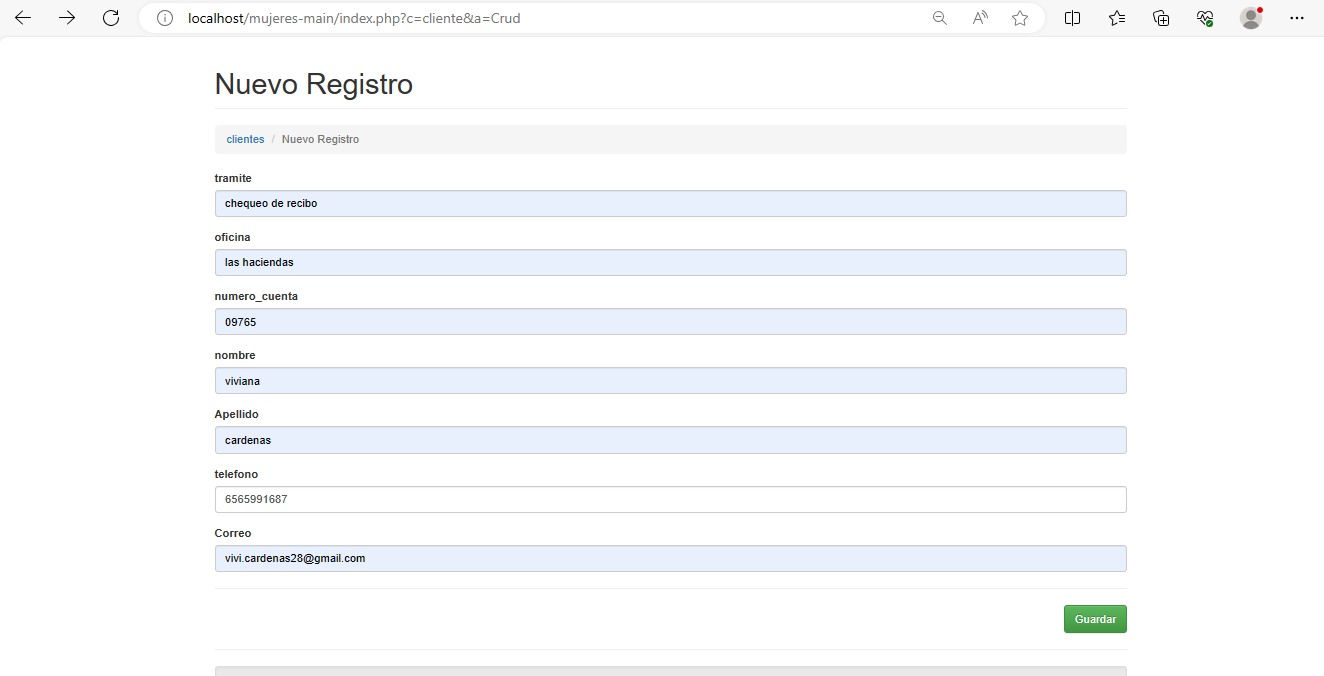 localhost/mujeres-main/index.php?c=cliente&a=Crud
Nuevo Registro
clientes / Nuevo Registro
tramite
chequeo de recibo
oficina
las haciendas
numero_cuenta
09765
nombre
viviana
Apellido
cardenas
telefono
6565991687
Correo
vivi.cardenas28@gmail.com
Guardar